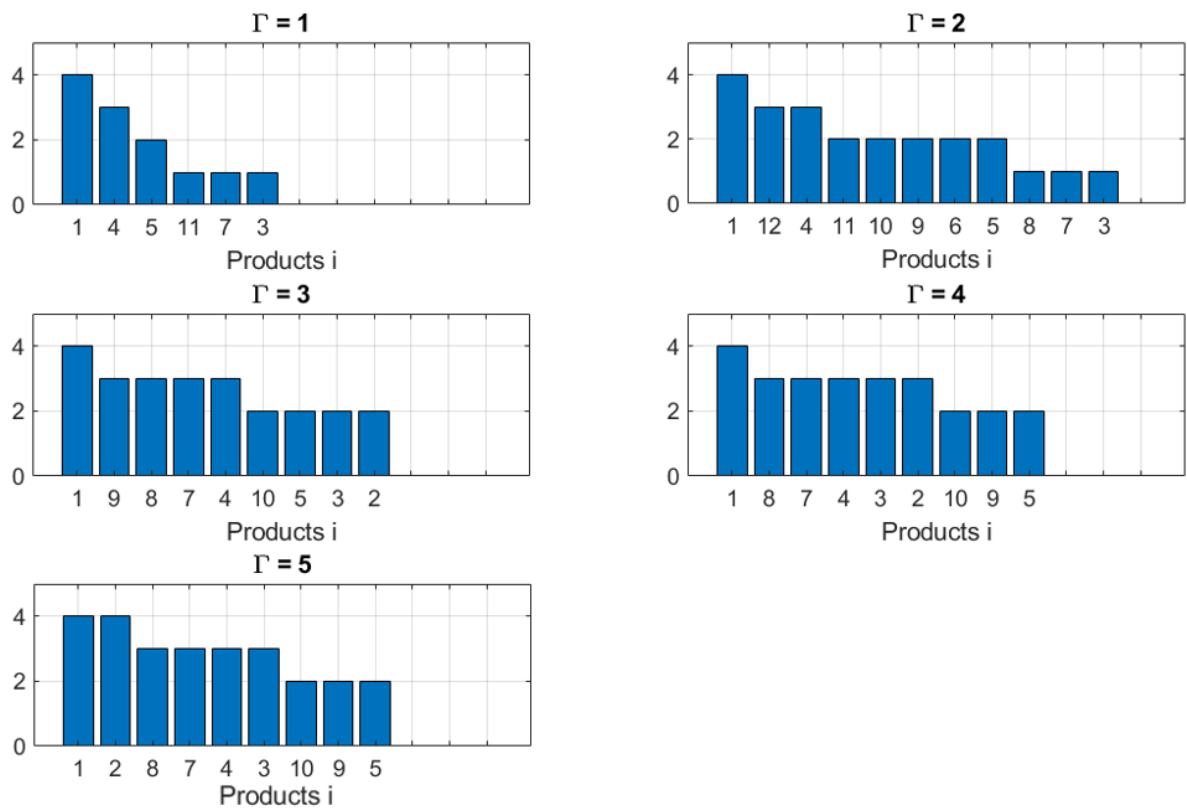 Γ = 1
4
2
0
1 4 5 11 7 3
Products i
Γ = 2
4
2
0
1 12 4 11 10 9 6 5 8 7 3
Products i
Γ = 3
4
2
0
1 9 8 7 4 10 5 3 2
Products i
Γ = 4
4
2
0
1 8 7 4 3 2 10 9 5
Products i
Γ = 5
4
2
0
1 2 8 7 4 3 10 9 5
Products i